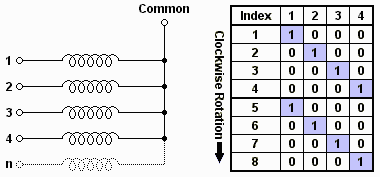 Common
1
2
3
4
n
Clockwise Rotation
Index 1 2 3 4
1 1 0 0 0
2 0 1 0 0
3 0 0 1 0
4 0 0 0 1
5 1 0 0 0
6 0 1 0 0
7 0 0 1 0
8 0 0 0 1